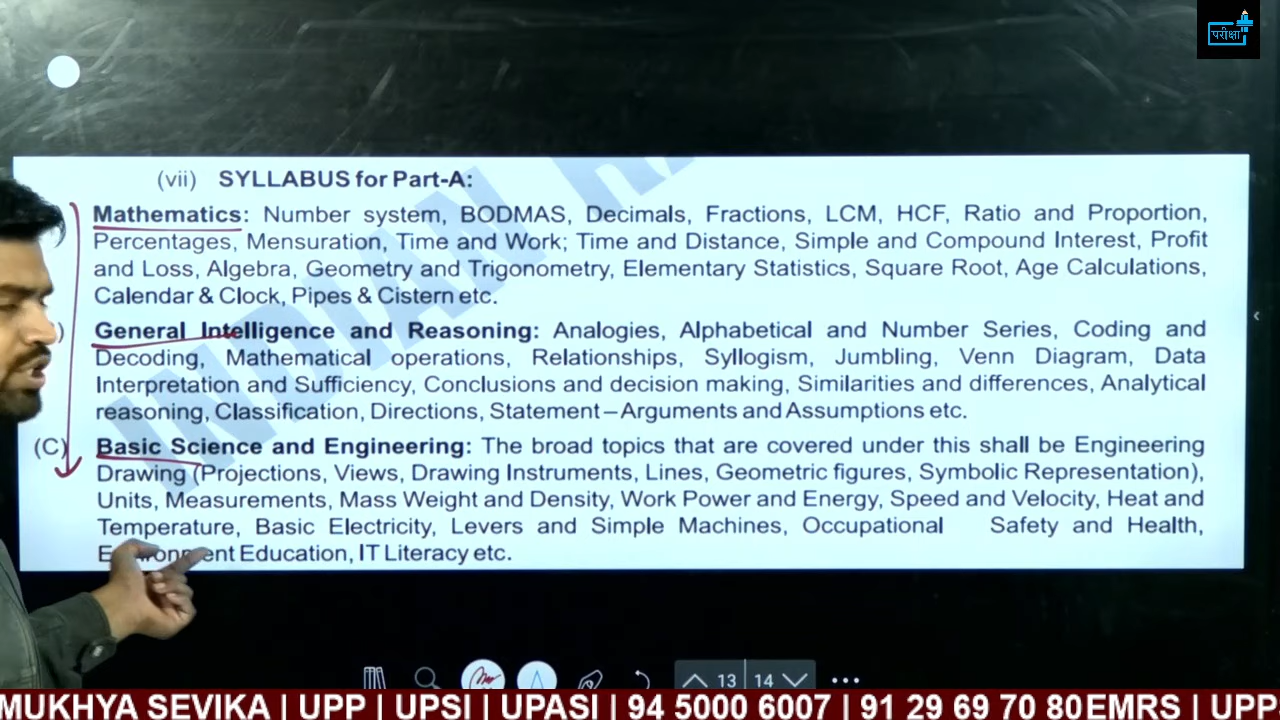 परीक्षा
(vii) SYLLABUS for Part-A:
Mathematics: Number system, BODMAS, Decimals, Fractions, LCM, HCF, Ratio and Proportion,
Percentages, Mensuration, Time and Work; Time and Distance, Simple and Compound Interest, Profit
and Loss, Algebra, Geometry and Trigonometry, Elementary Statistics, Square Root, Age Calculations,
Calendar & Clock, Pipes & Cistern etc.
General Intelligence and Reasoning: Analogies, Alphabetical and Number Series, Coding and
Decoding, Mathematical operations, Relationships, Syllogism, Jumbling, Venn Diagram, Data
Interpretation and Sufficiency, Conclusions and decision making, Similarities and differences, Analytical
reasoning, Classification, Directions, Statement – Arguments and Assumptions etc.
(C) Basic Science and Engineering: The broad topics that are covered under this shall be Engineering
Drawing (Projections, Views, Drawing Instruments, Lines, Geometric figures, Symbolic Representation),
Units, Measurements, Mass Weight and Density, Work Power and Energy, Speed and Velocity, Heat and
Temperature, Basic Electricity, Levers and Simple Machines, Occupational Safety and Health,
Environment Education, IT Literacy etc.
INDIAN
13 14
MUKHYA SEVIKA | UPP | UPSI | UPASI | 94 5000 6007 | 91 29 69 70 80 EMRS | UPP